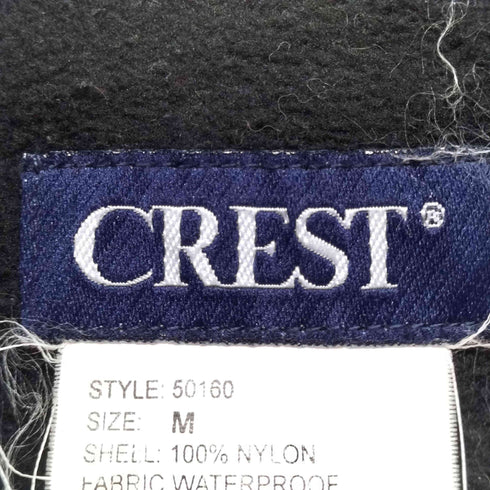 CREST®
STYLE: 50160
SIZE: M
SHELL: 100% NYLON
FABRIC WATERPROOF